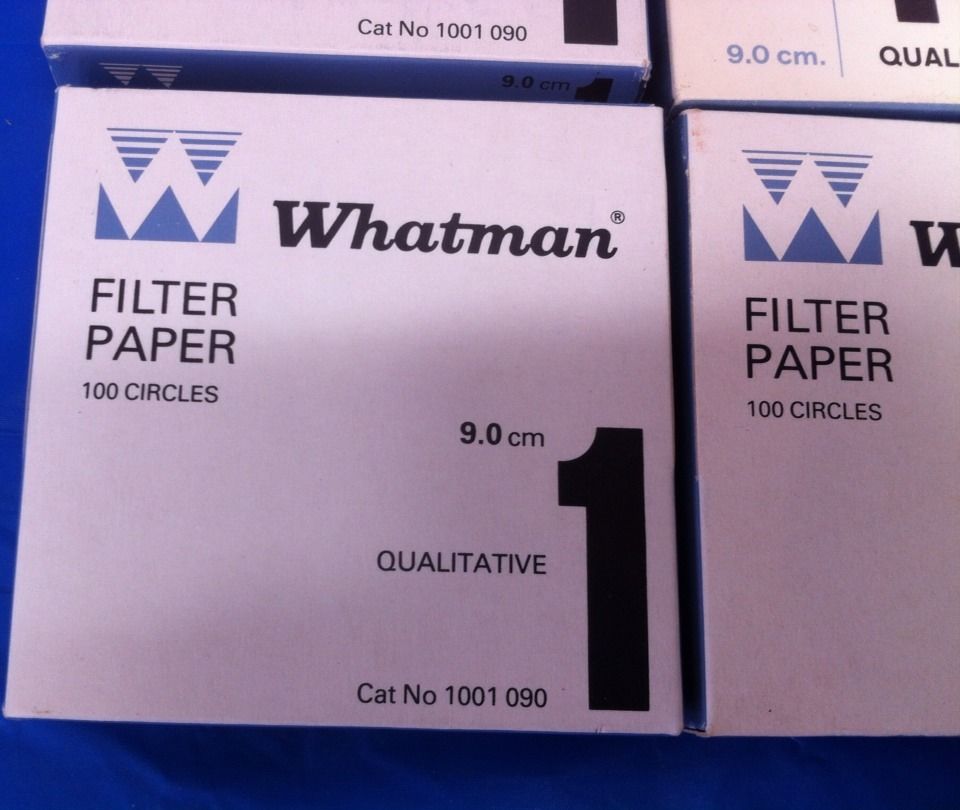 Cat No 1001 090
9.0 cm
1
9.0 cm.
QUAL
Whatman®
FILTER
PAPER
100 CIRCLES
9.0 cm
1
QUALITATIVE
Cat No 1001 090
W
FILTER
PAPER
100 CIRCLES